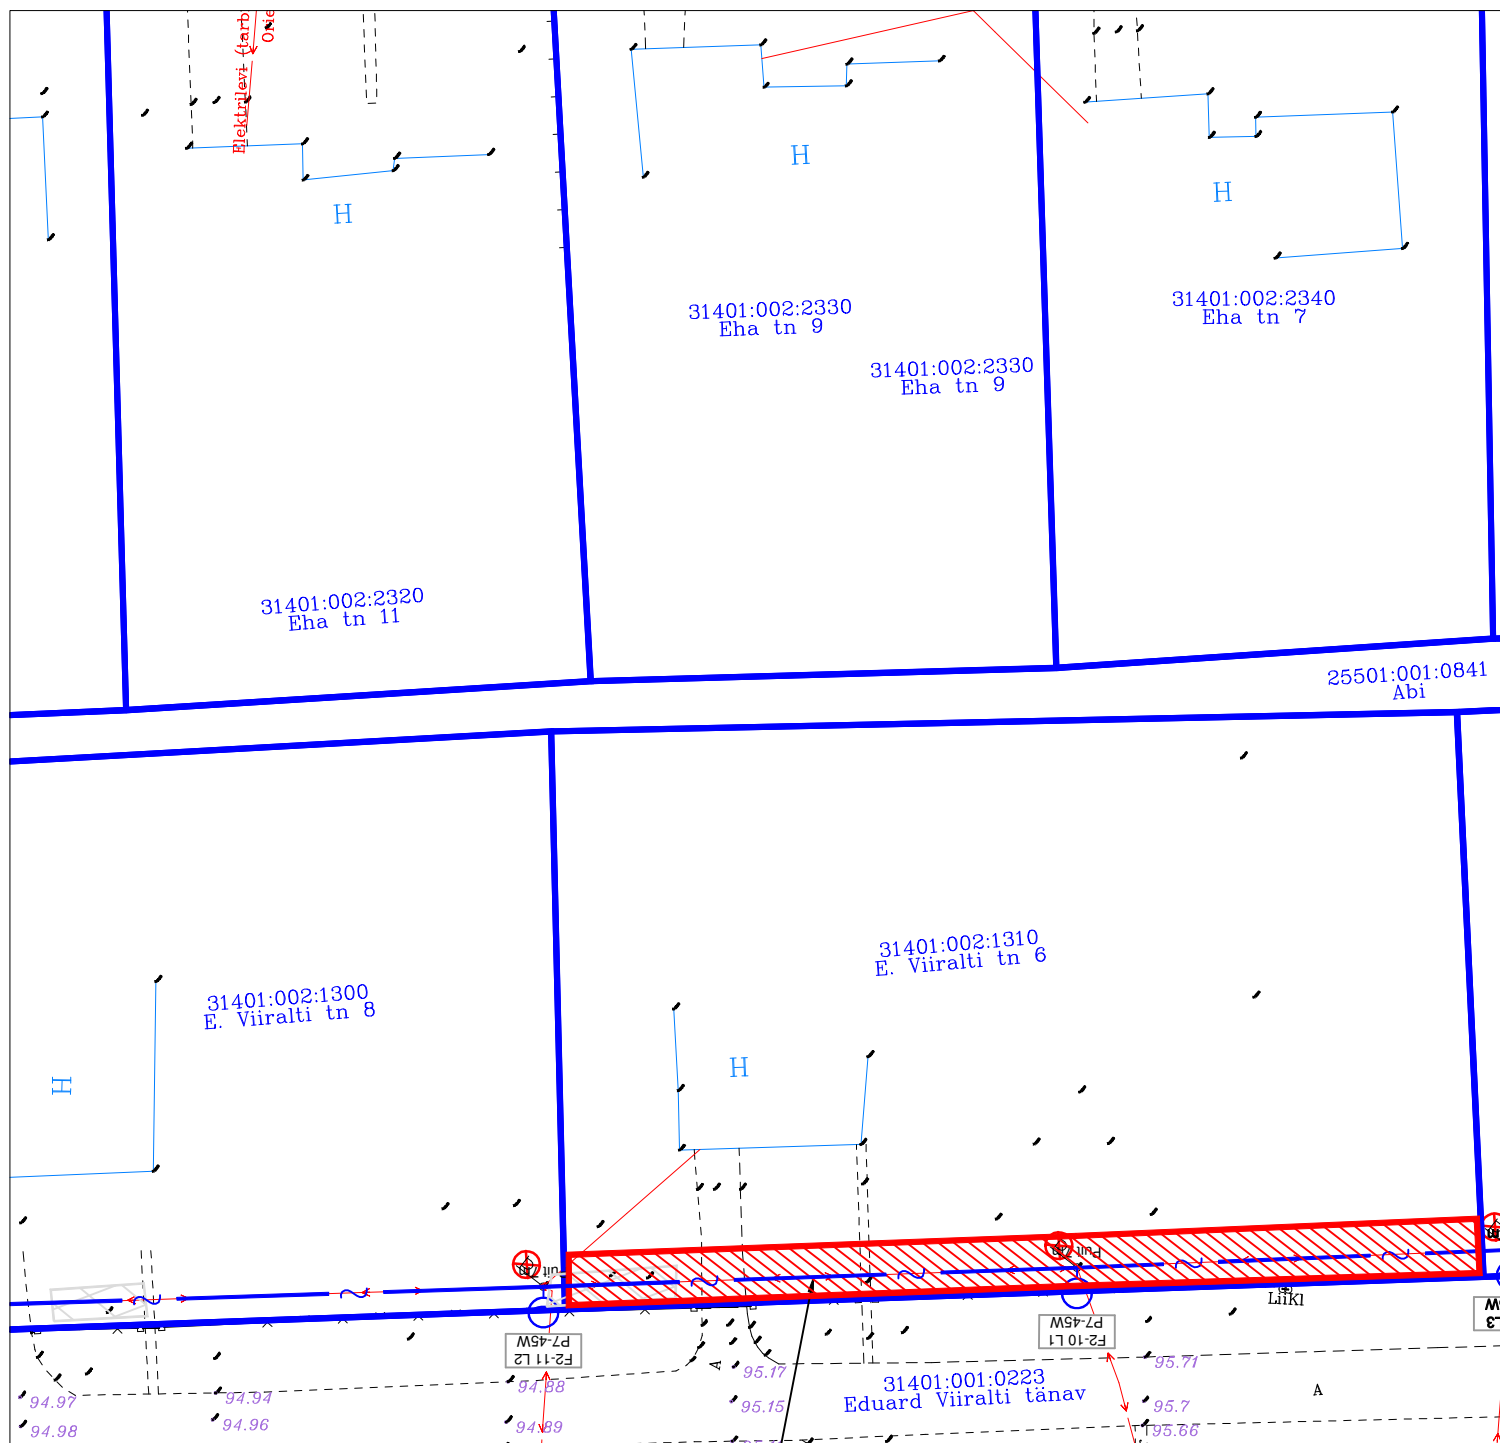 Elektrilevi (tarb
H
H
H
31401:002:2330
Eha tn 9
31401:002:2340
Eha tn 7
31401:002:2330
Eha tn 9
31401:002:2320
Eha tn 11
25501:001:0841
Abi
31401:002:1310
E. Viiralti tn 6
31401:002:1300
E. Viiralti tn 8
H
H
Puit 7m
LiiKl
F2-11 L2
P7-45W
F2-10 L1
P7-45W
L3
A
95.17
95.71
31401:001:0223
Eduard Viiralti tänav
A
94.97
94.94
94.88
95.15
95.7
94.98
94.96
94.89
95.66